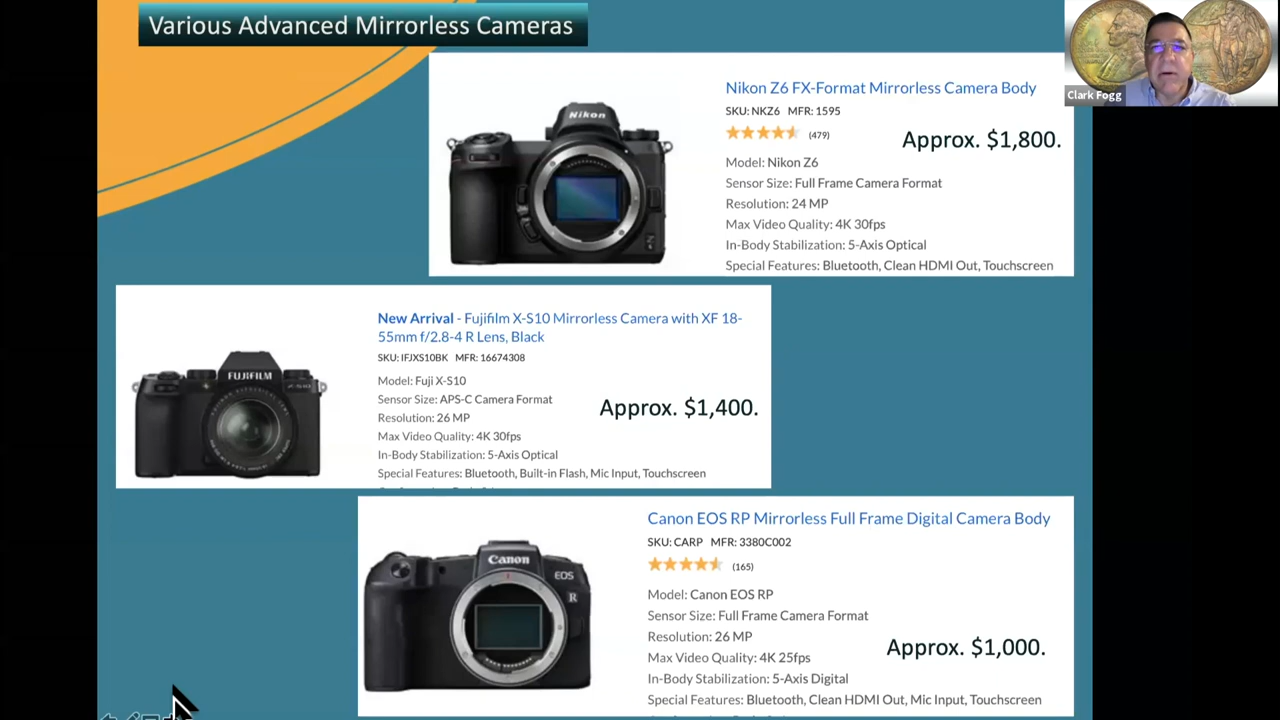 Various Advanced Mirrorless Cameras
Clark Fogg
Nikon
Nikon Z6 FX-Format Mirrorless Camera Body
SKU: NKZ6 MFR: 1595
(479)
Approx. $1,800.
Model: Nikon Z6
Sensor Size: Full Frame Camera Format
Resolution: 24 MP
Max Video Quality: 4K 30fps
In-Body Stabilization: 5-Axis Optical
Special Features: Bluetooth, Clean HDMI Out, Touchscreen
FUJIFILM
X-S10
New Arrival - Fujifilm X-S10 Mirrorless Camera with XF 18-
55mm f/2.8-4 R Lens, Black
SKU: IFJXS10BK MFR: 16674308
Model: Fuji X-S10
Sensor Size: APS-C Camera Format
Approx. $1,400.
Resolution: 26 MP
Max Video Quality: 4K 30fps
In-Body Stabilization: 5-Axis Optical
Special Features: Bluetooth, Built-in Flash, Mic Input, Touchscreen
Canon
EOS
R
Canon EOS RP Mirrorless Full Frame Digital Camera Body
SKU: CARP MFR: 3380C002
(165)
Model: Canon EOS RP
Sensor Size: Full Frame Camera Format
Resolution: 26 MP
Approx. $1,000.
Max Video Quality: 4K 25fps
In-Body Stabilization: 5-Axis Digital
Special Features: Bluetooth, Clean HDMI Out, Mic Input, Touchscreen